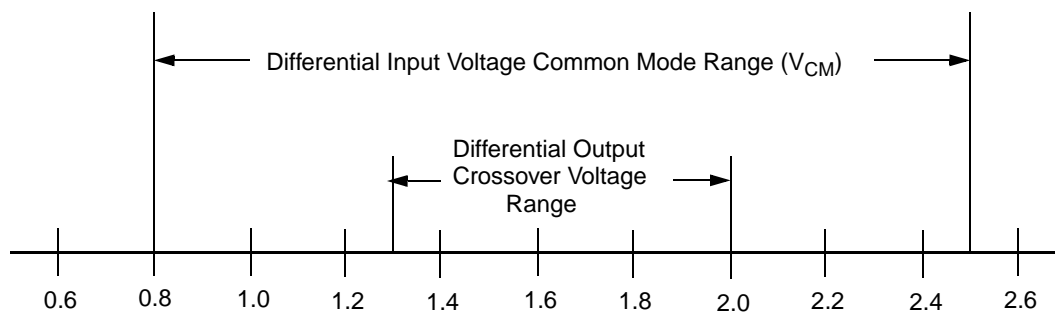 Differential Input Voltage Common Mode Range (VCM)
Differential Output
Crossover Voltage
Range
0.6 0.8 1.0 1.2 1.4 1.6 1.8 2.0 2.2 2.4 2.6